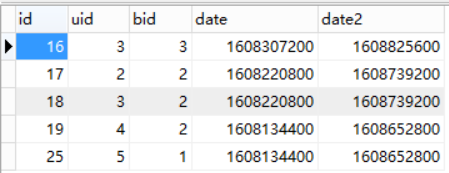 id uid bid date date2
16 3 3 1608307200 1608825600
17 2 2 1608220800 1608739200
18 3 2 1608220800 1608739200
19 4 2 1608134400 1608652800
25 5 1 1608134400 1608652800